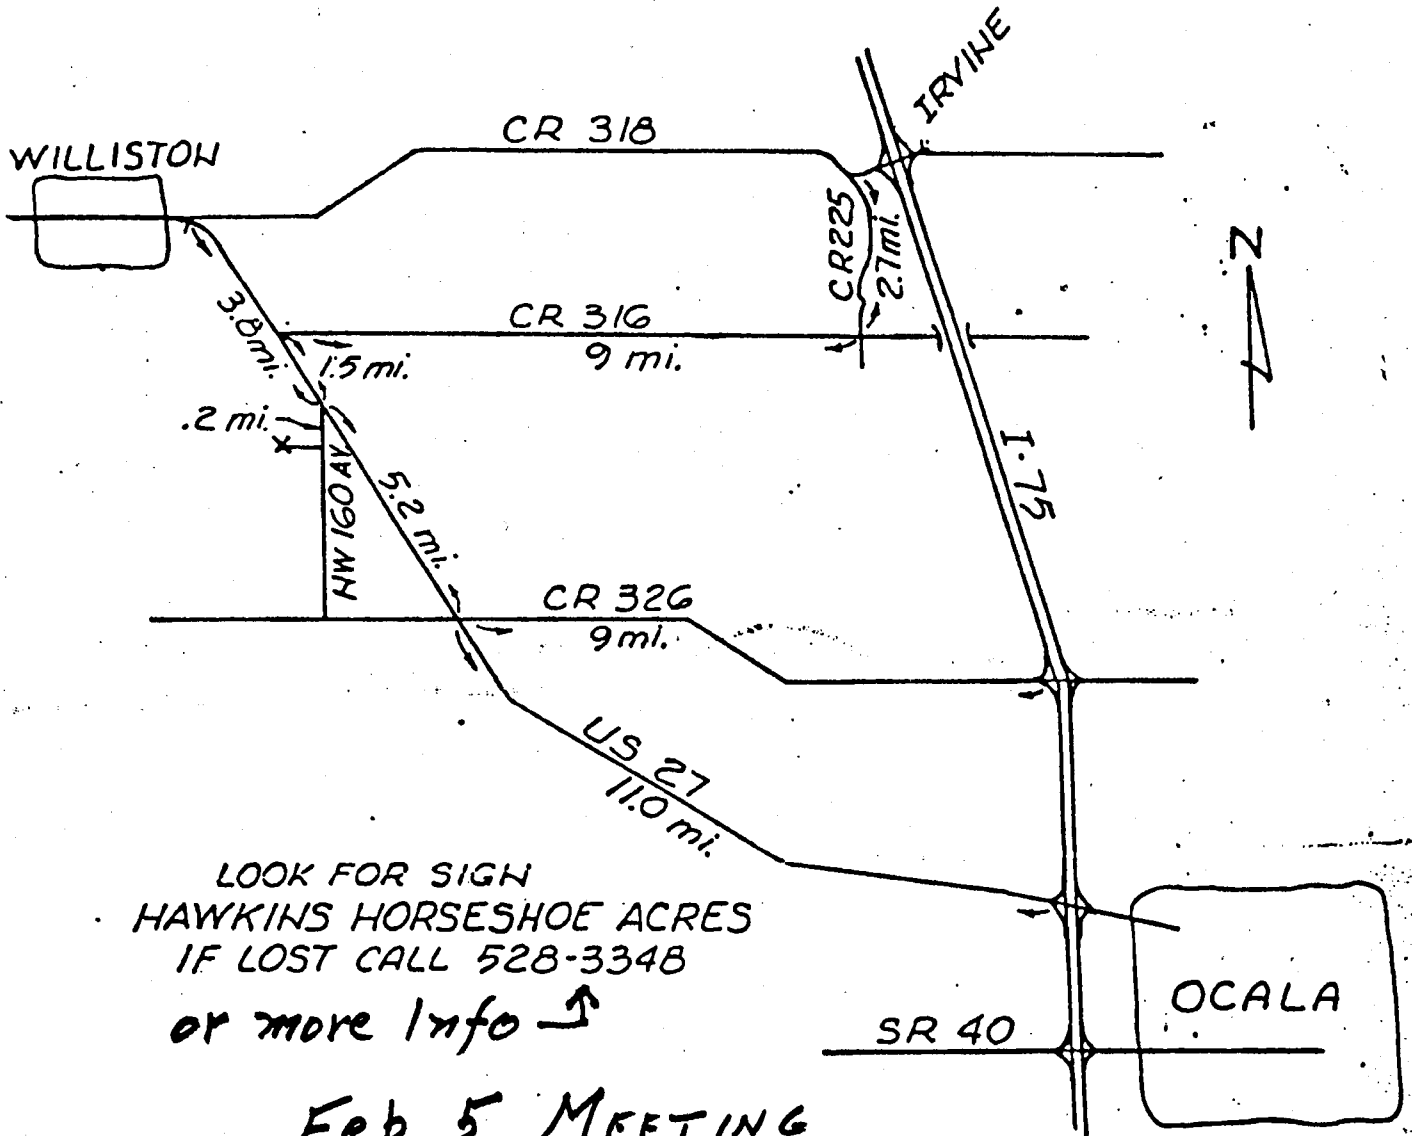 IRVINE
CR 318
WILLISTON
CR225
2.7mi.
N
3.8mi.
CR 316
9 mi.
1.5 mi.
.2 mi.
X
NW 160 AV
5.2 mi.
I-75
CR 326
9mi.
US 27
11.0 mi.
LOOK FOR SIGN
HAWKINS HORSESHOE ACRES
IF LOST CALL 528-3348
or more Info
OCALA
SR 40
Feb 5 MEETING